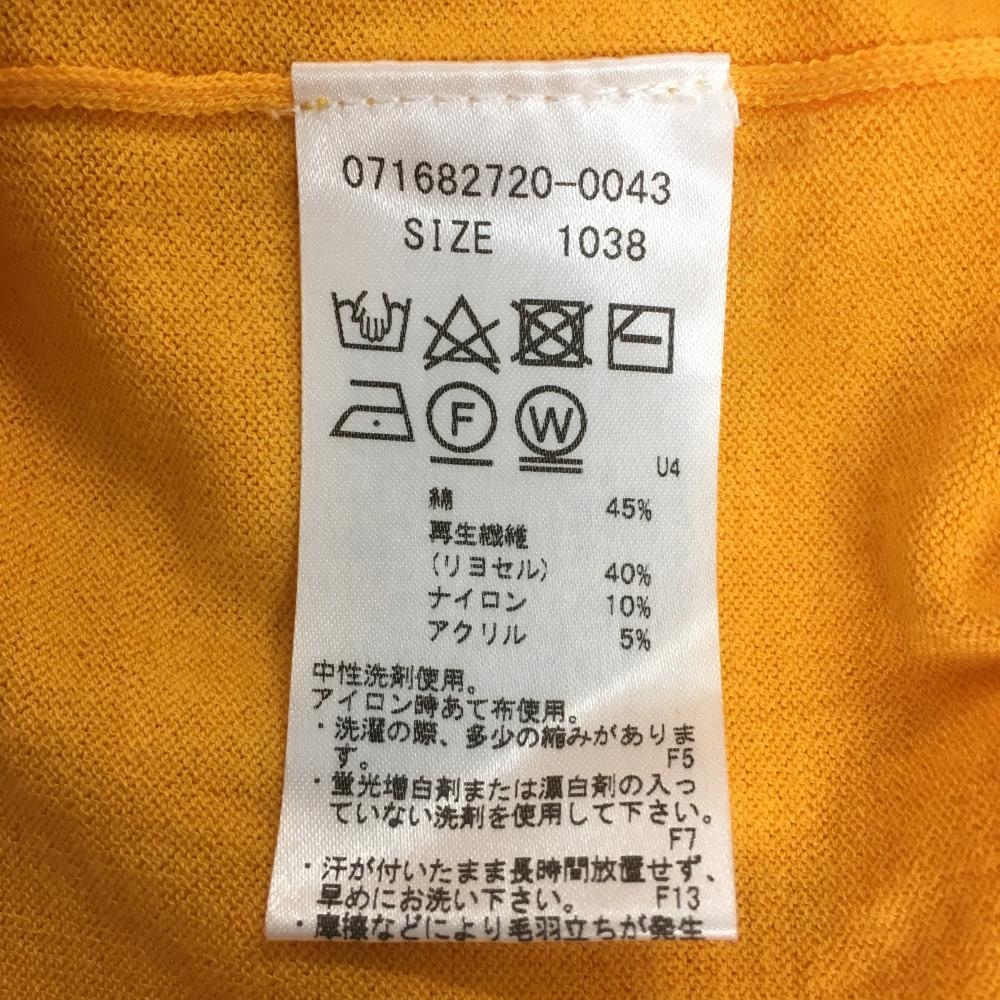 071682720-0043
SIZE 1038
F W
U4
綿 45%
再生繊維
(リヨセル) 40%
ナイロン 10%
アクリル 5%
中性洗剤使用。
アイロン時あて布使用。
・洗濯の際、多少の縮みがありま
す。 F5
・蛍光増白剤または漂白剤の入っ
ていない洗剤を使用して下さい。
F7
・汗が付いたまま長時間放置せず、
早めにお洗い下さい。 F13
・摩擦などにより毛羽立ちが発生